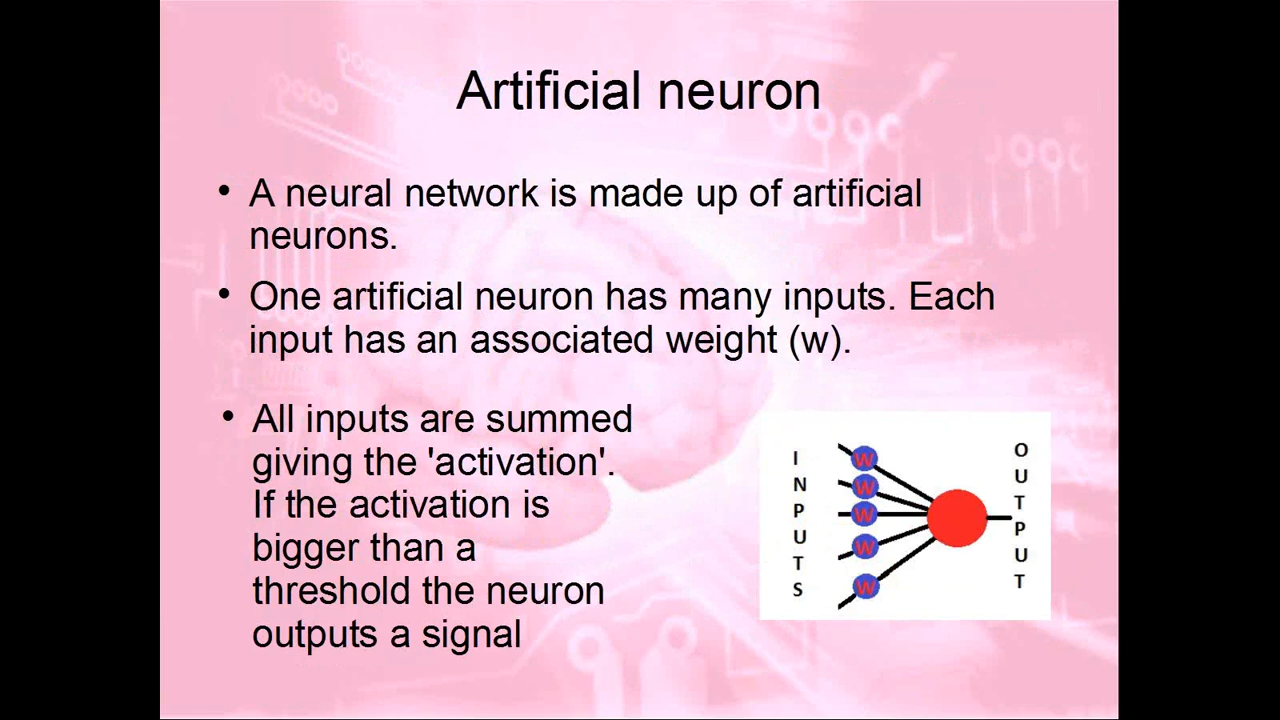 Artificial neuron
• A neural network is made up of artificial
neurons.
• One artificial neuron has many inputs. Each
input has an associated weight (w).
• All inputs are summed
giving the 'activation'.
If the activation is
bigger than a
threshold the neuron
outputs a signal
INPUTS
W
W
W
W
W
OUTPUT